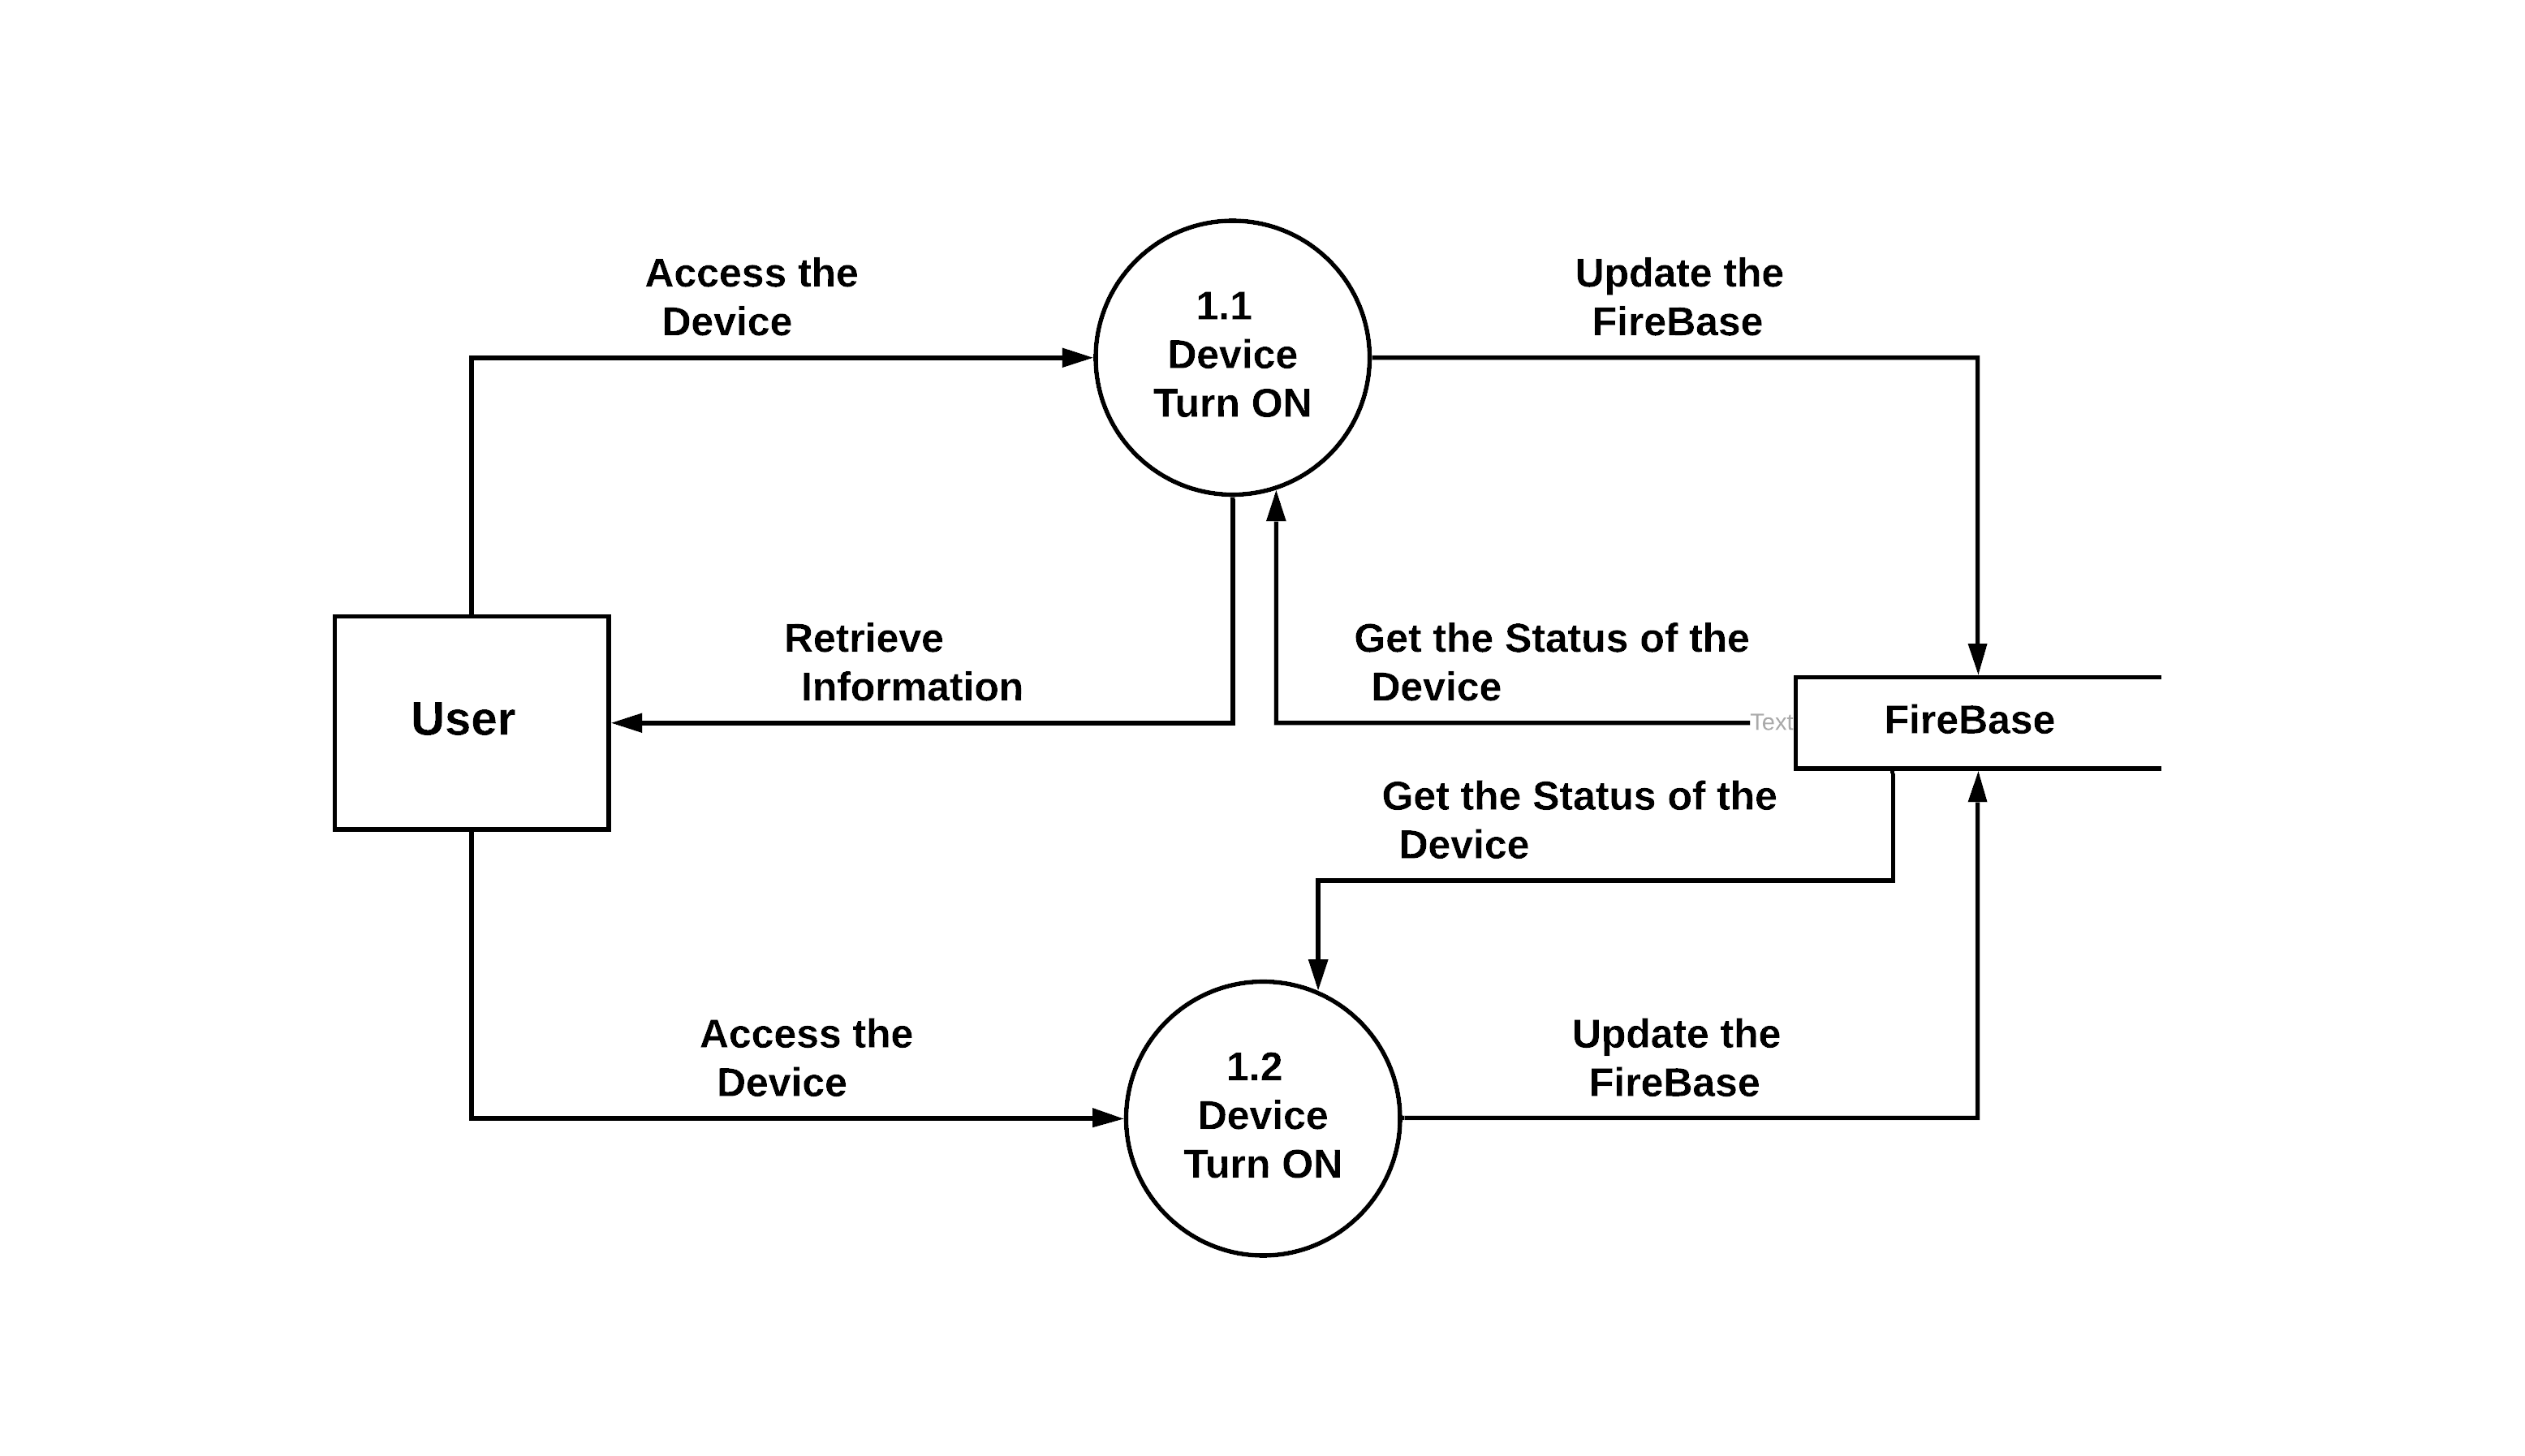 Access the
Device
1.1
Device
Turn ON
Update the
FireBase
Retrieve
Information
Get the Status of the
Device
User
Text
FireBase
Get the Status of the
Device
Access the
Device
1.2
Device
Turn ON
Update the
FireBase